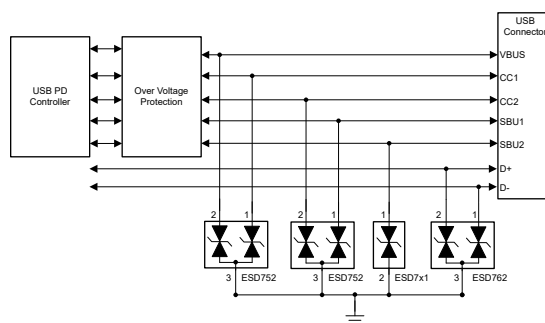 USB
Connector
USB PD
Controller
Over Voltage
Protection
VBUS
CC1
CC2
SBU1
SBU2
D+
D-
2 1
2 1
1
2 1
3 ESD752
3 ESD752
2 ESD7x1
3 ESD762